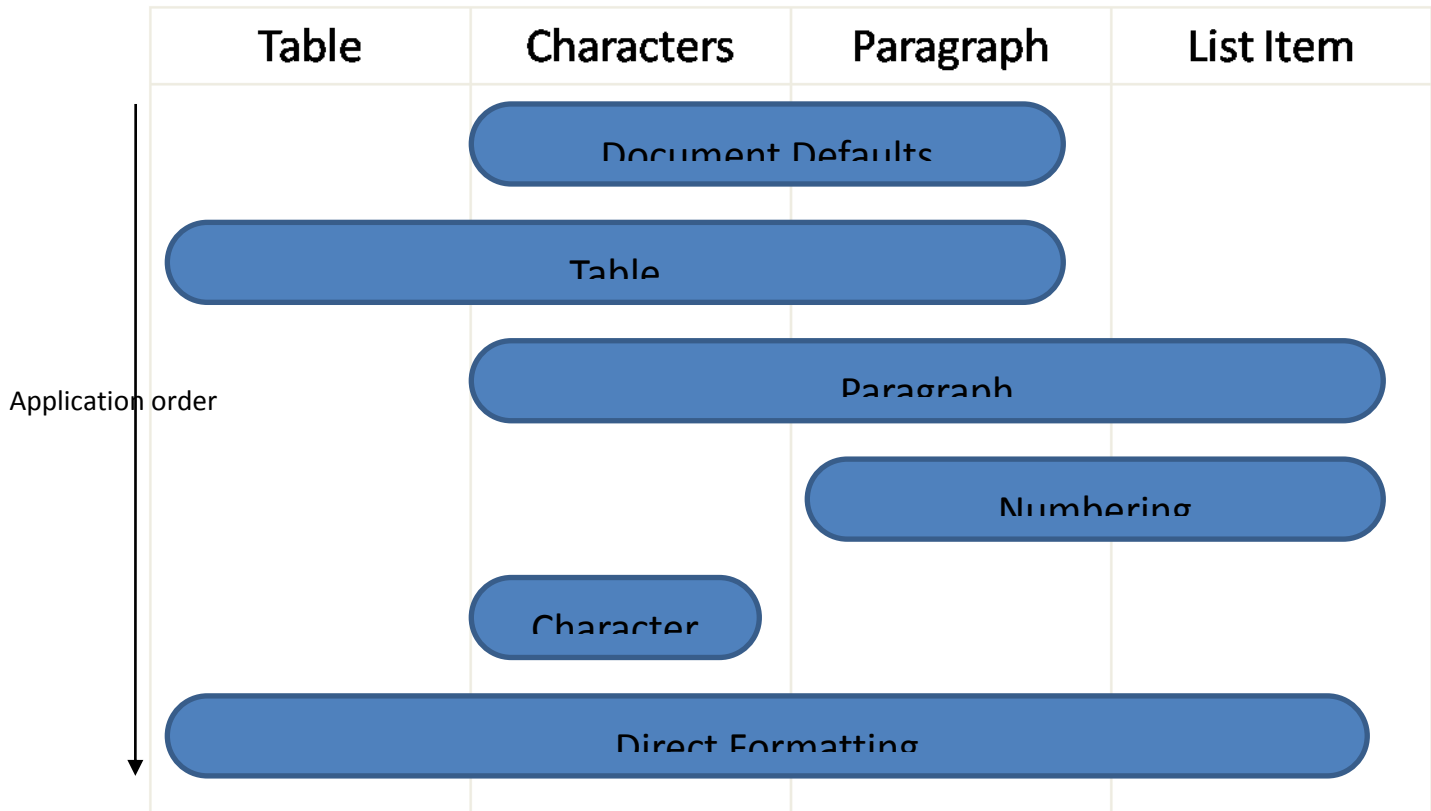 Table Characters Paragraph List Item
Document Defaults
Table
Paragraph
Application order
Numbering
Character
Direct Formatting